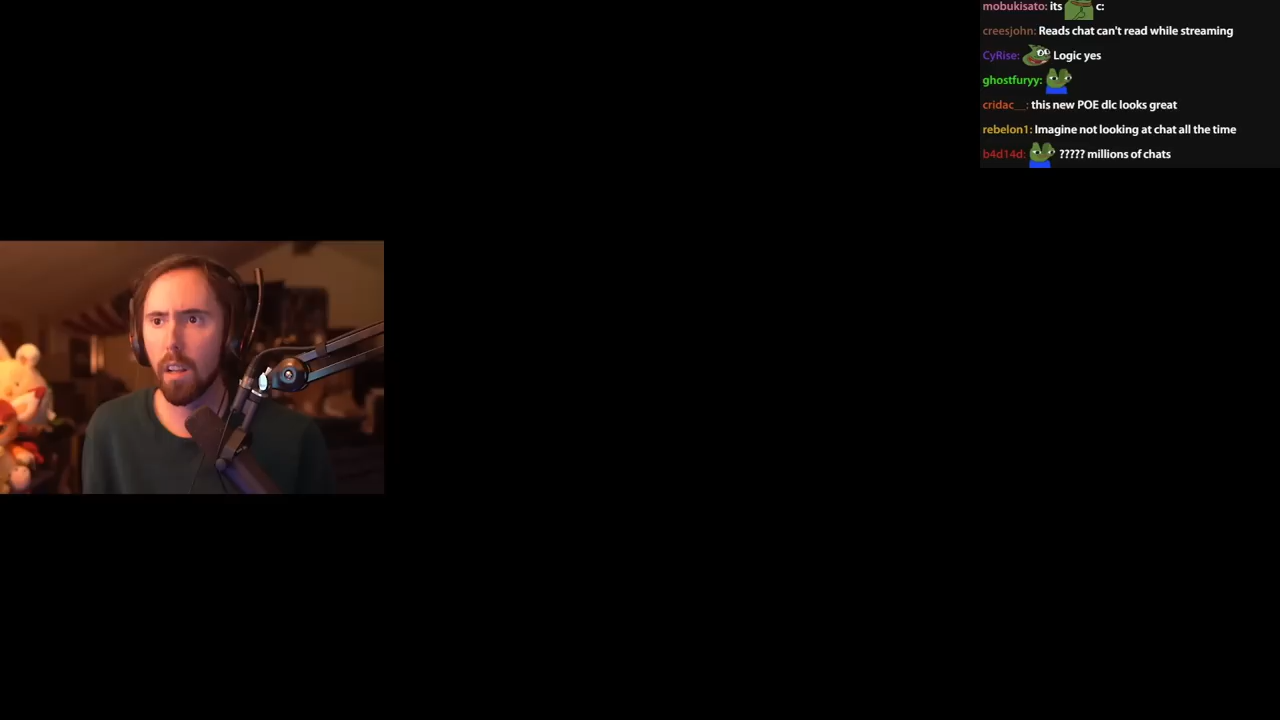 mobukisato: its c:
creesjohn: Reads chat can't read while streaming
CyRise: Logic yes
ghostfuryy:
cridac__: this new POE dlc looks great
rebelon1: Imagine not looking at chat all the time
b4d14d: ????? millions of chats